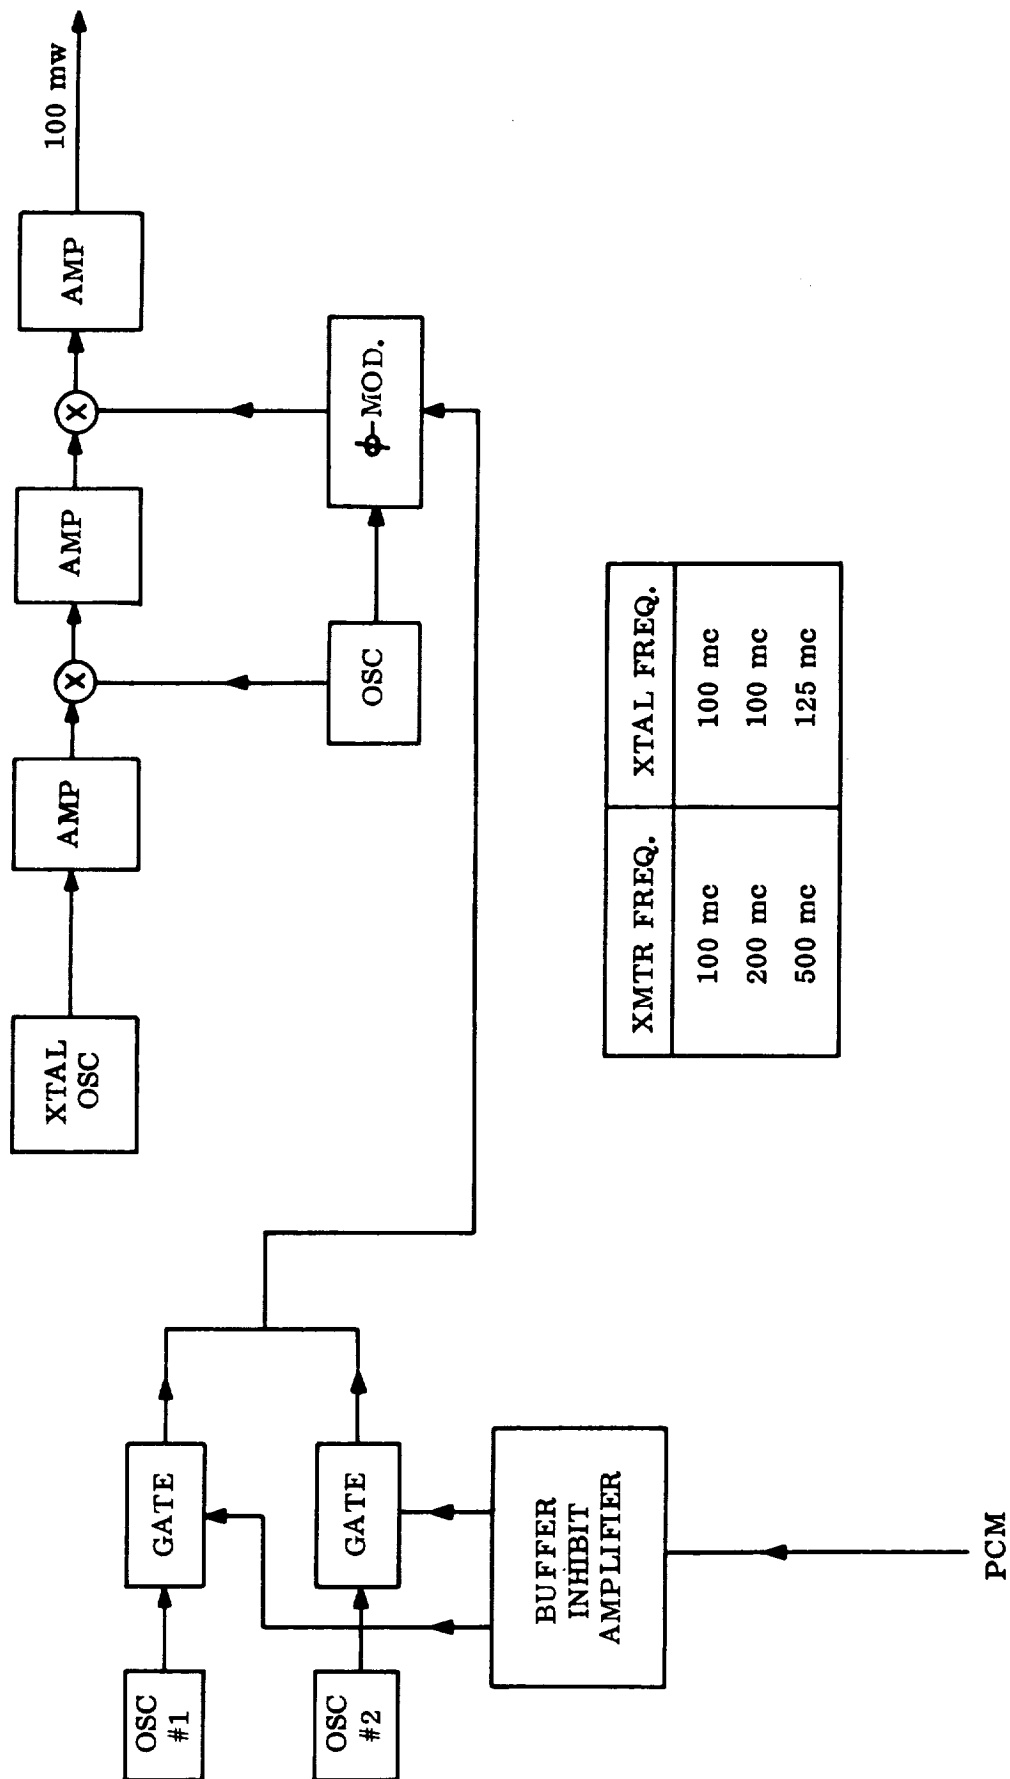 XTAL
OSC
AMP
X
AMP
X
AMP
100 mw
OSC
ϕ-MOD.
OSC
#1
GATE
OSC
#2
GATE
BUFFER
INHIBIT
AMPLIFIER
PCM
XMTR FREQ. XTAL FREQ.
100 mc 100 mc
200 mc 100 mc
500 mc 125 mc